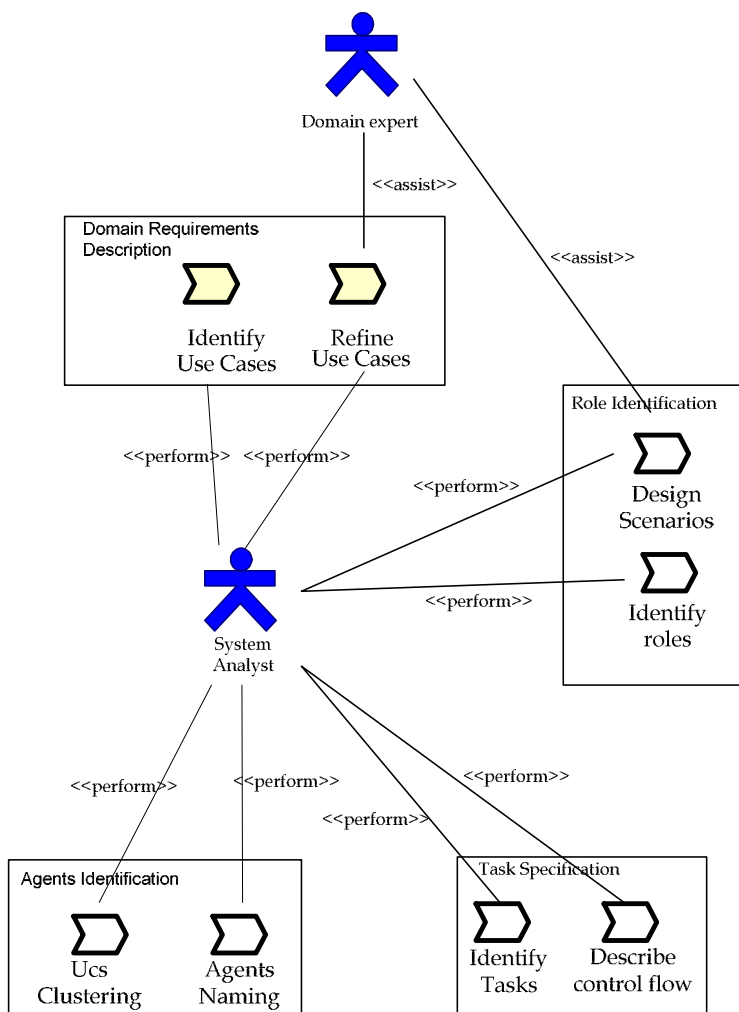 Domain expert
<<assist>>
Domain Requirements
Description
<<assist>>
Identify
Use Cases
Refine
Use Cases
Role Identification
<<perform>>
<<perform>>
<<perform>>
Design
Scenarios
<<perform>>
Identify
roles
System
Analyst
<<perform>>
<<perform>>
<<perform>>
<<perform>>
Agents Identification
Task Specification
Ucs
Clustering
Agents
Naming
Identify
Tasks
Describe
control flow